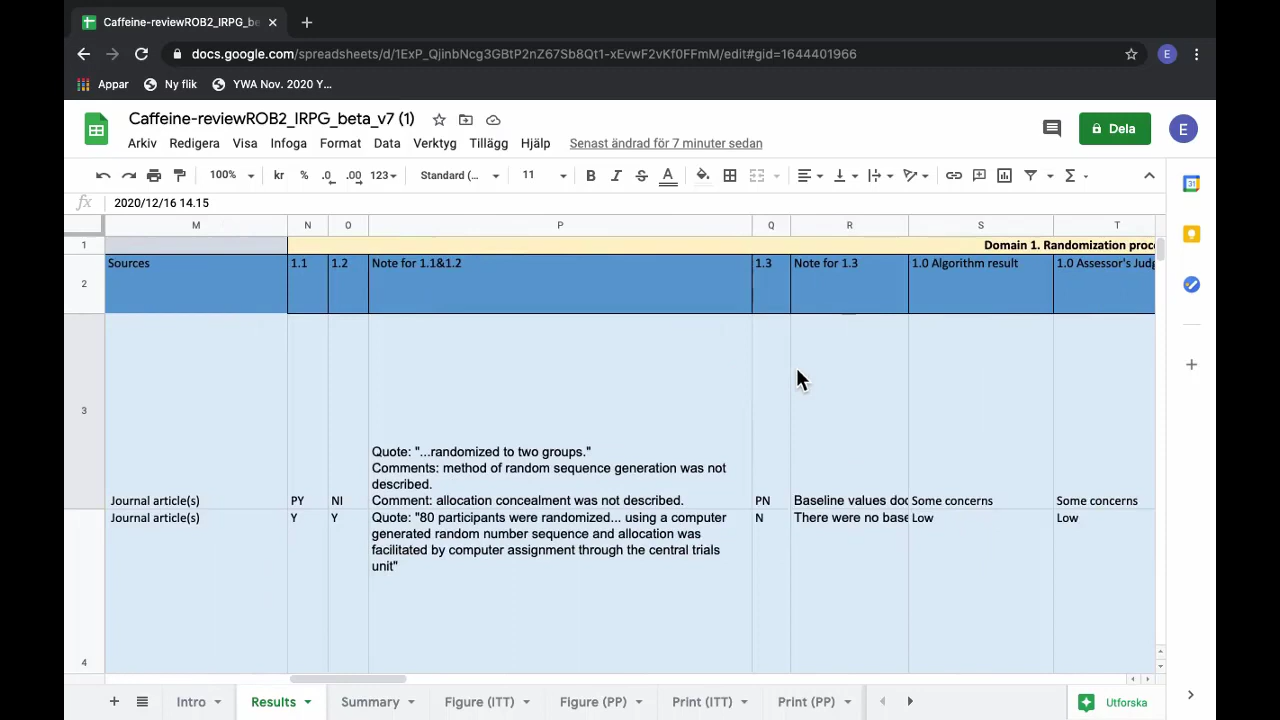 Caffeine-reviewROB2_IRPG_be
docs.google.com/spreadsheets/d/1ExP_QjinbNcg3GBtP2nZ67Sb8Qt1-xEvwF2vKf0FFmM/edit#gid=1644401966
E
Appar
Ny flik
YWA Nov. 2020 Y...
Caffeine-reviewROB2_IRPG_beta_v7 (1)
Dela
E
Arkiv Redigera Visa Infoga Format Data Verktyg Tillägg Hjälp Senast ändrad för 7 minuter sedan
100% kr % .0 .00 123 Standard (... 11 B I S A Σ
fx 2020/12/16 14.15
M N O P Q R S T
1 Domain 1. Randomization proc
2 Sources 1.1 1.2 Note for 1.1&1.2 1.3 Note for 1.3 1.0 Algorithm result 1.0 Assessor's Judg
3
Quote: "...randomized to two groups."
Comments: method of random sequence generation was not
described.
Journal article(s) PY NI Comment: allocation concealment was not described. PN Baseline values doc Some concerns Some concerns
Journal article(s) Y Y Quote: "80 participants were randomized... using a computer N There were no base Low Low
generated random number sequence and allocation was
facilitated by computer assignment through the central trials
unit"
4
Intro Results Summary Figure (ITT) Figure (PP) Print (ITT) Print (PP) Utforska